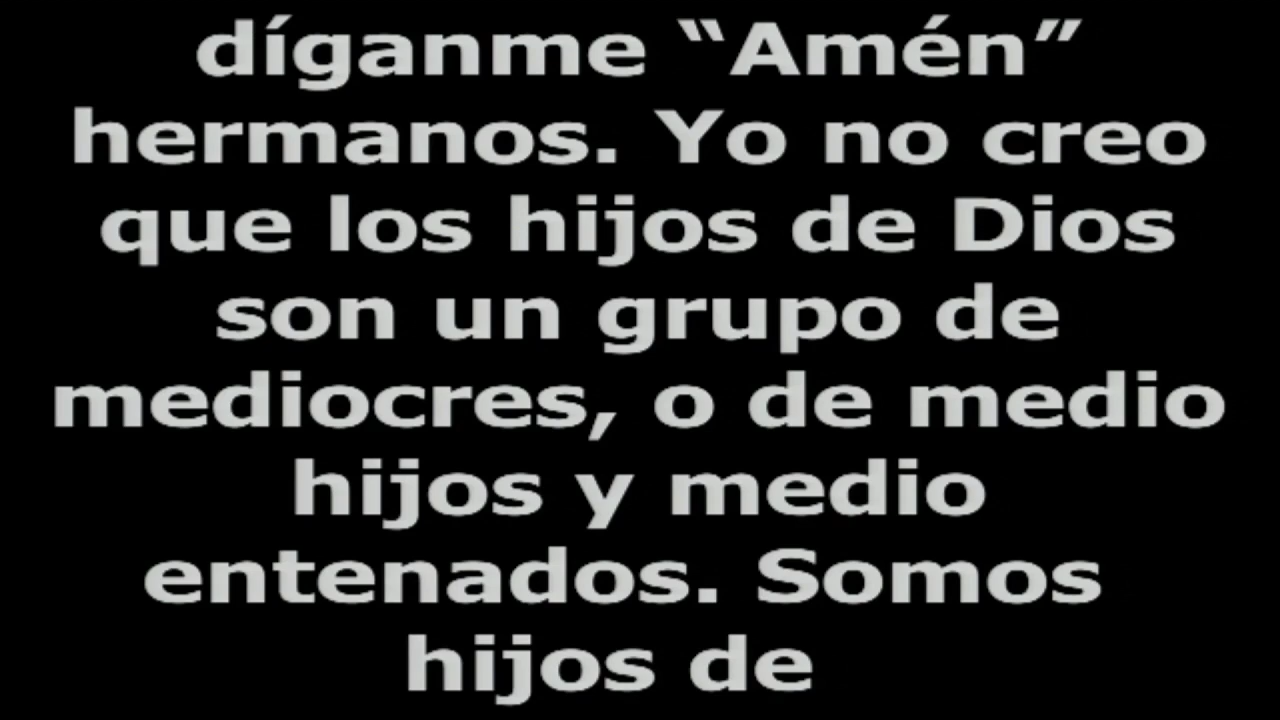 díganme “Amén”
hermanos. Yo no creo
que los hijos de Dios
son un grupo de
mediocres, o de medio
hijos y medio
entenados. Somos
hijos de